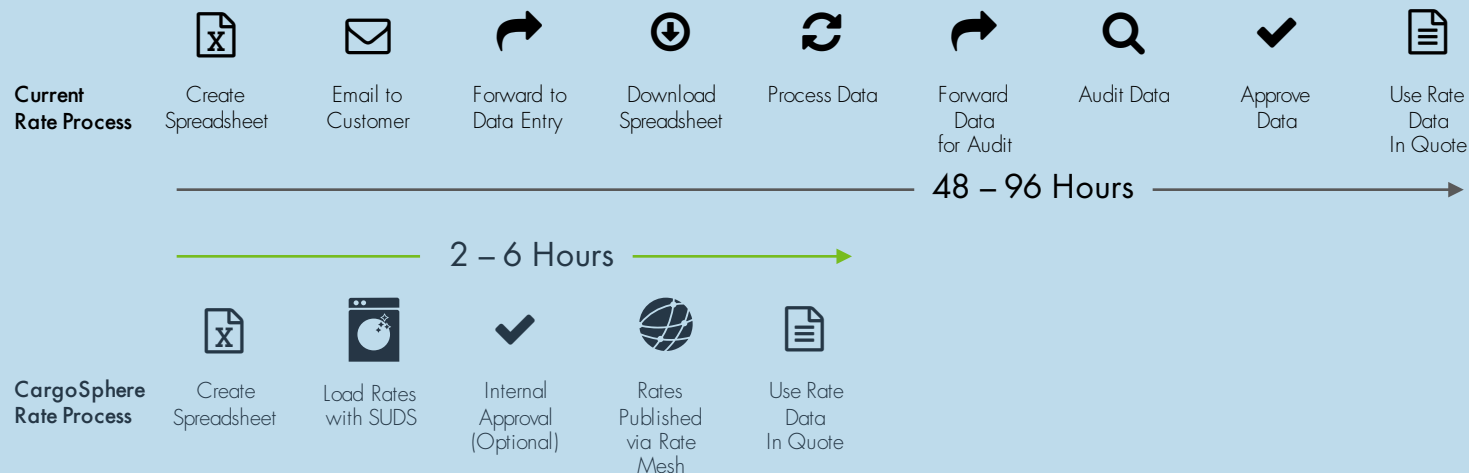 Current
Rate Process
Create
Spreadsheet
Email to
Customer
Forward to
Data Entry
Download
Spreadsheet
Process Data
Forward
Data
for Audit
Audit Data
Approve
Data
Use Rate
Data
In Quote
48 – 96 Hours
2 – 6 Hours
CargoSphere
Rate Process
Create
Spreadsheet
Load Rates
with SUDS
Internal
Approval
(Optional)
Rates
Published
via Rate
Mesh
Use Rate
Data
In Quote